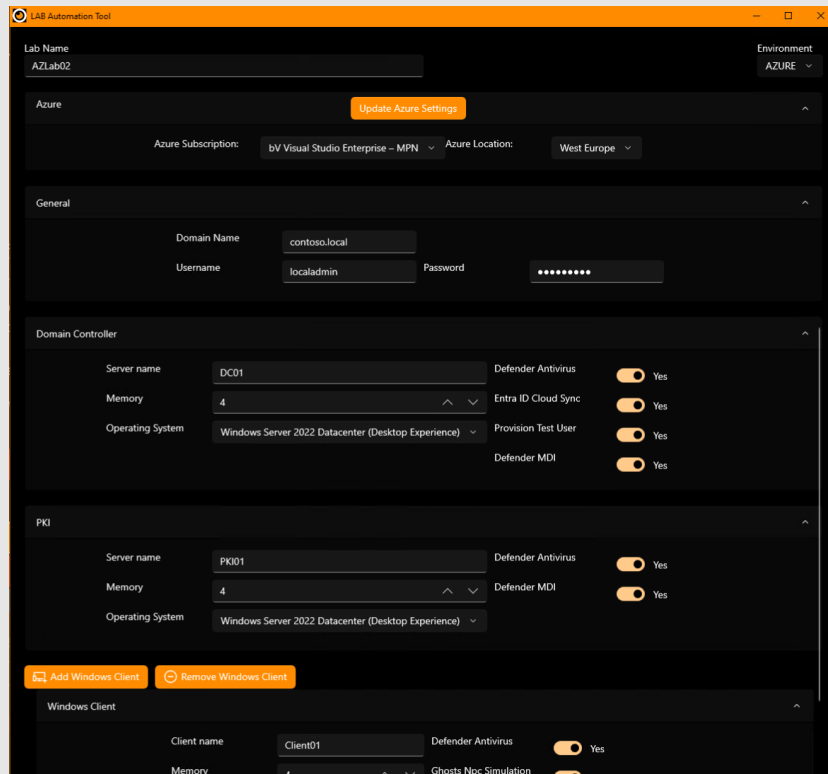 LAB Automation Tool
Lab Name
Environment
AZLab02
AZURE
Azure
Update Azure Settings
Azure Subscription:
bV Visual Studio Enterprise – MPN
Azure Location:
West Europe
General
Domain Name
contoso.local
Username
localadmin
Password
•••••••••
Domain Controller
Server name
DC01
Defender Antivirus
Yes
Memory
4
Entra ID Cloud Sync
Yes
Operating System
Windows Server 2022 Datacenter (Desktop Experience)
Provision Test User
Yes
Defender MDI
Yes
PKI
Server name
PKI01
Defender Antivirus
Yes
Memory
4
Defender MDI
Yes
Operating System
Windows Server 2022 Datacenter (Desktop Experience)
Add Windows Client
Remove Windows Client
Windows Client
Client name
Client01
Defender Antivirus
Yes
Memory
Ghosts Npc Simulation